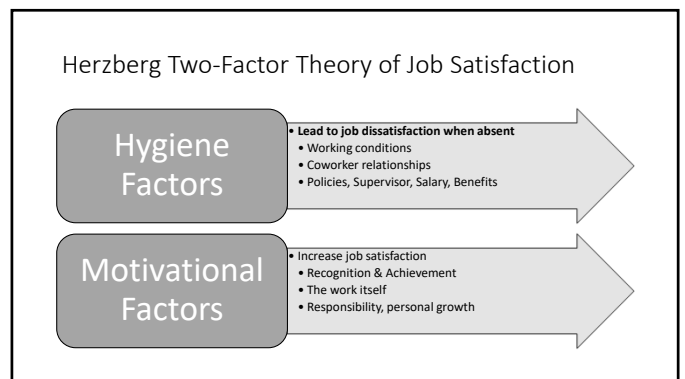 Herzberg Two-Factor Theory of Job Satisfaction
Hygiene
Factors
• Lead to job dissatisfaction when absent
• Working conditions
• Coworker relationships
• Policies, Supervisor, Salary, Benefits
Motivational
Factors
• Increase job satisfaction
• Recognition & Achievement
• The work itself
• Responsibility, personal growth